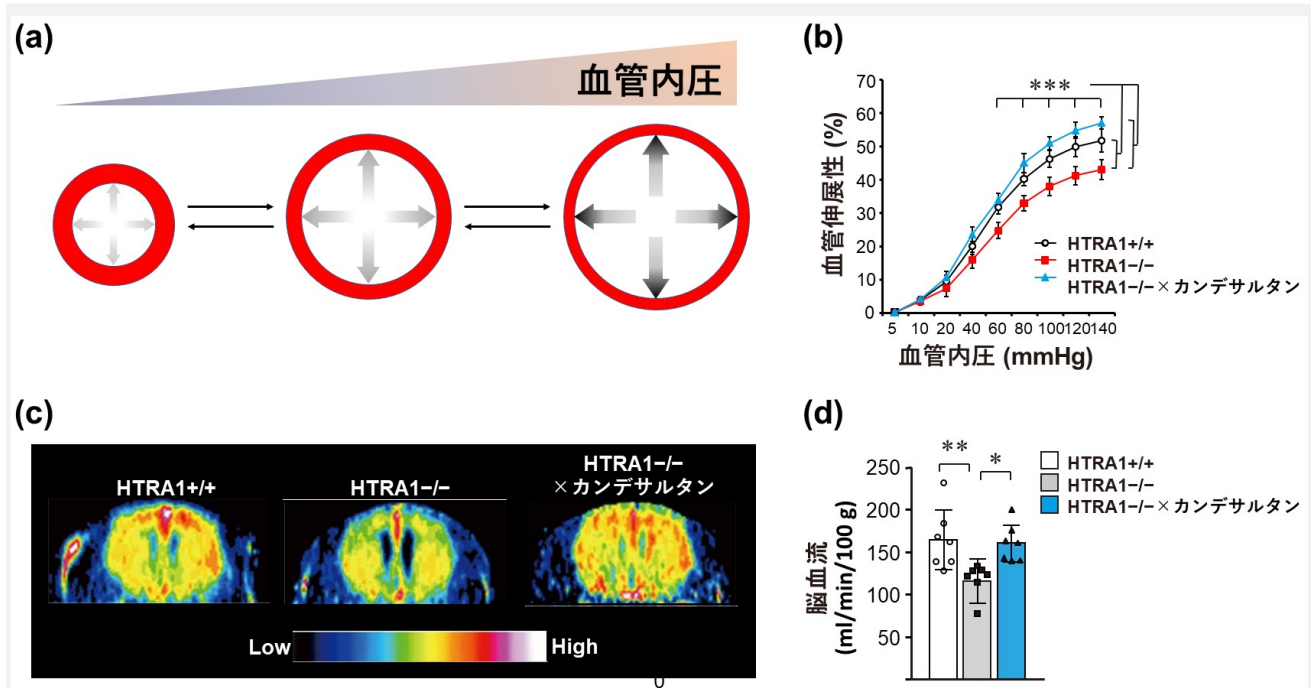 (a)
血管内圧
(b)
70
60
50
40
30
20
10
0
血管伸展性 (%)
***
HTRA1+/+
HTRA1−/−
HTRA1−/−×カンデサルタン
5 10 20 40 60 80 100 120 140
血管内圧 (mmHg)
(c)
HTRA1+/+
HTRA1−/−
HTRA1−/−
×カンデサルタン
Low
High
0
(d)
250
200
150
100
50
脳血流
(ml/min/100 g)
**
*
HTRA1+/+
HTRA1−/−
HTRA1−/−×カンデサルタン